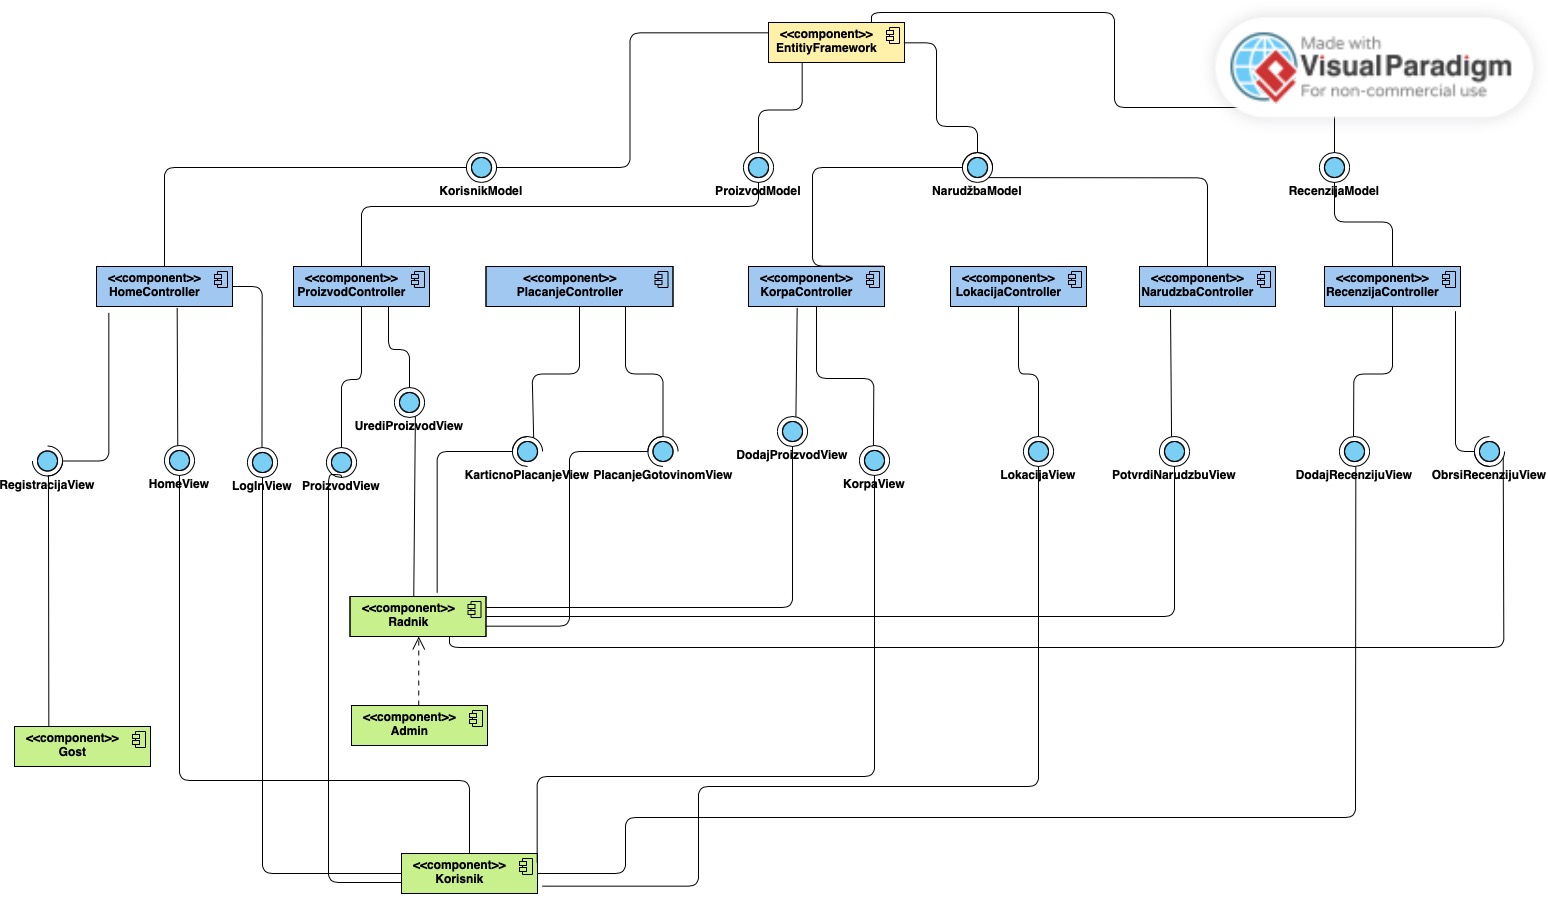 <<component>>
EntitiyFramework
Made with
VisualParadigm
For non-commercial use
KorisnikModel
ProizvodModel
NarudžbaModel
RecenzijaModel
<<component>>
HomeController
<<component>>
ProizvodController
<<component>>
PlacanjeController
<<component>>
KorpaController
<<component>>
LokacijaController
<<component>>
NarudzbaController
<<component>>
RecenzijaController
UrediProizvodView
DodajProizvodView
RegistracijaView
HomeView
LogInView
ProizvodView
KarticnoPlacanjeView
PlacanjeGotovinomView
KorpaView
LokacijaView
PotvrdiNarudzbuView
DodajRecenzijuView
ObrsiRecenzijuView
<<component>>
Radnik
<<component>>
Admin
<<component>>
Gost
<<component>>
Korisnik